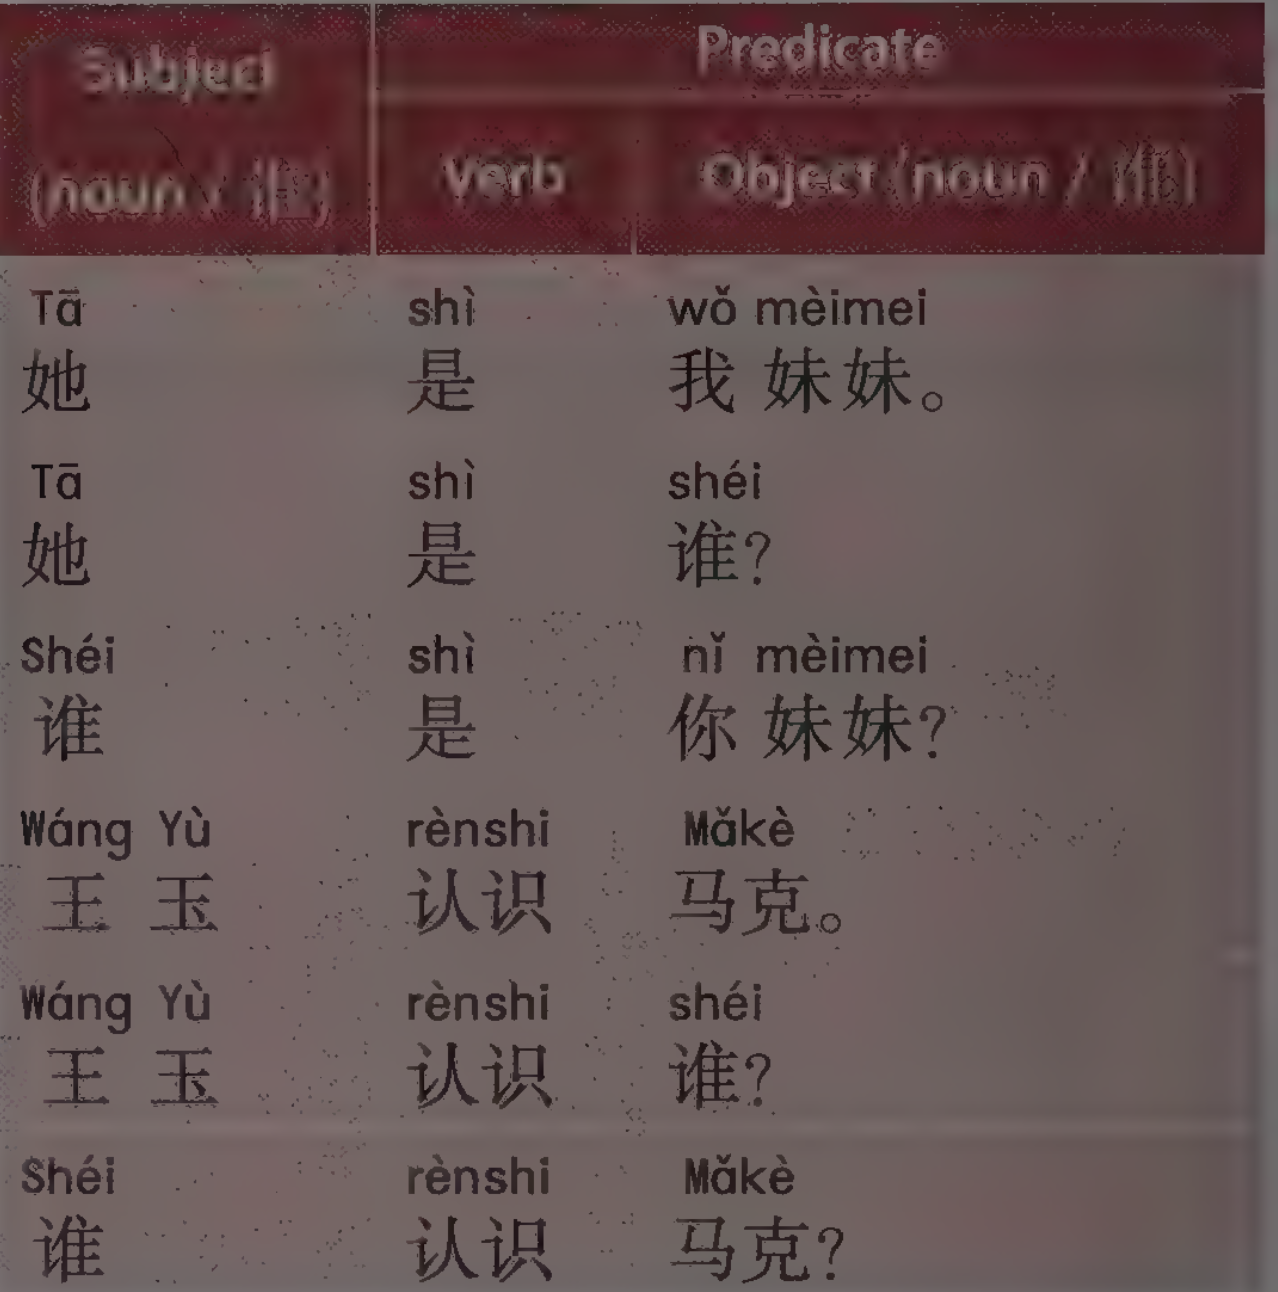 Subject
Predicate
(noun / 谁)
Verb
Object (noun / 谁)
Tā shì wǒ mèimei
她 是 我 妹妹。
Tā shì shéi
她 是 谁?
Shéi shì nǐ mèimei
谁 是 你 妹妹?
Wáng Yù rènshi Mǎkè
王 玉 认识 马克。
Wáng Yù rènshi shéi
王 玉 认识 谁?
Shéi rènshi Mǎkè
谁 认识 马克?